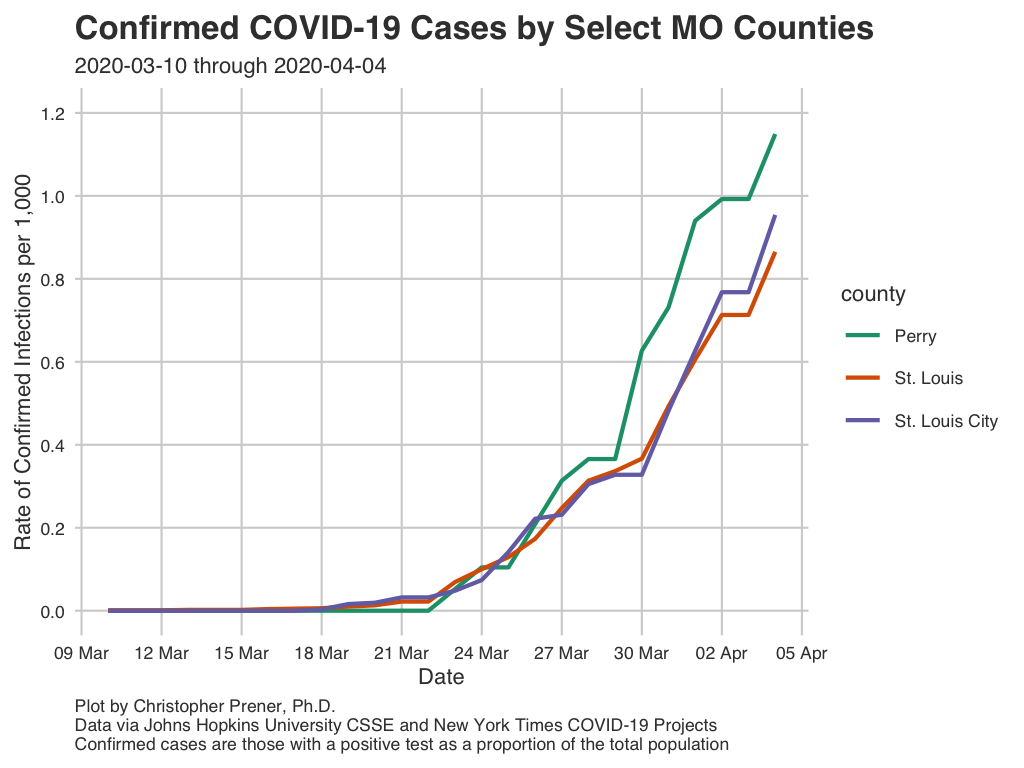 Confirmed COVID-19 Cases by Select MO Counties
2020-03-10 through 2020-04-04
Rate of Confirmed Infections per 1,000
1.2
1.0
0.8
0.6
0.4
0.2
0.0
09 Mar 12 Mar 15 Mar 18 Mar 21 Mar 24 Mar 27 Mar 30 Mar 02 Apr 05 Apr
Date
county
Perry
St. Louis
St. Louis City
Plot by Christopher Prener, Ph.D.
Data via Johns Hopkins University CSSE and New York Times COVID-19 Projects
Confirmed cases are those with a positive test as a proportion of the total population